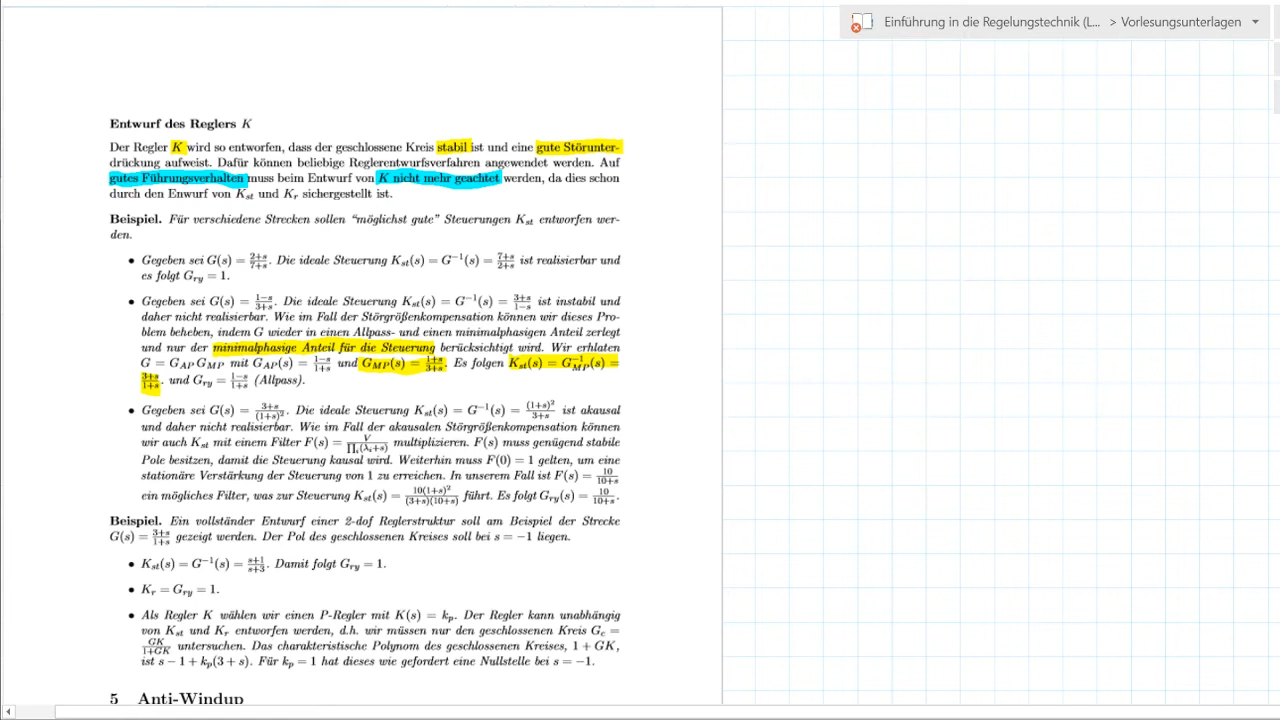 Einführung in die Regelungstechnik (L... > Vorlesungsunterlagen
Entwurf des Reglers K
Der Regler K wird so entworfen, dass der geschlossene Kreis stabil ist und eine gute Störunter-
drückung aufweist. Dafür können beliebige Reglerentwurfsverfahren angewendet werden. Auf
gutes Führungsverhalten muss beim Entwurf von K nicht mehr geachtet werden, da dies schon
durch den Enwurf von K_st und K_r sichergestellt ist.
Beispiel. Für verschiedene Strecken sollen “möglichst gute” Steuerungen K_st entworfen wer-
den.
• Gegeben sei G(s) = (2+s)/(7+s). Die ideale Steuerung K_st(s) = G^−1(s) = (7+s)/(2+s) ist realisierbar und
es folgt G_ry = 1.
• Gegeben sei G(s) = (1−s)/(3+s). Die ideale Steuerung K_st(s) = G^−1(s) = (3+s)/(1−s) ist instabil und
daher nicht realisierbar. Wie im Fall der Störgrößenkompensation können wir dieses Pro-
blem beheben, indem G wieder in einen Allpass- und einen minimalphasigen Anteil zerlegt
und nur der minimalphasige Anteil für die Steuerung berücksichtigt wird. Wir erhlaten
G = G_AP G_MP mit G_AP(s) = (1−s)/(1+s) und G_MP(s) = (1+s)/(3+s). Es folgen K_st(s) = G_MP^−1(s) =
(3+s)/(1+s). und G_ry = (1−s)/(1+s) (Allpass).
• Gegeben sei G(s) = (3+s)/(1+s)^2. Die ideale Steuerung K_st(s) = G^−1(s) = (1+s)^2/(3+s) ist akausal
und daher nicht realisierbar. Wie im Fall der akausalen Störgrößenkompensation können
wir auch K_st mit einem Filter F(s) = V/∏_i(λ_i+s) multiplizieren. F(s) muss genügend stabile
Pole besitzen, damit die Steuerung kausal wird. Weiterhin muss F(0) = 1 gelten, um eine
stationäre Verstärkung der Steuerung von 1 zu erreichen. In unserem Fall ist F(s) = 10/(10+s)
ein mögliches Filter, was zur Steuerung K_st(s) = 10(1+s)^2/((3+s)(10+s)) führt. Es folgt G_ry(s) = 10/(10+s).
Beispiel. Ein vollständer Entwurf einer 2-dof Reglerstruktur soll am Beispiel der Strecke
G(s) = (3+s)/(1+s) gezeigt werden. Der Pol des geschlossenen Kreises soll bei s = −1 liegen.
• K_st(s) = G^−1(s) = (s+1)/(s+3). Damit folgt G_ry = 1.
• K_r = G_ry = 1.
• Als Regler K wählen wir einen P-Regler mit K(s) = k_p. Der Regler kann unabhängig
von K_st und K_r entworfen werden, d.h. wir müssen nur den geschlossenen Kreis G_c =
GK/(1+GK) untersuchen. Das charakteristische Polynom des geschlossenen Kreises, 1 + GK,
ist s − 1 + k_p(3 + s). Für k_p = 1 hat dieses wie gefordert eine Nullstelle bei s = −1.
5 Anti-Windup